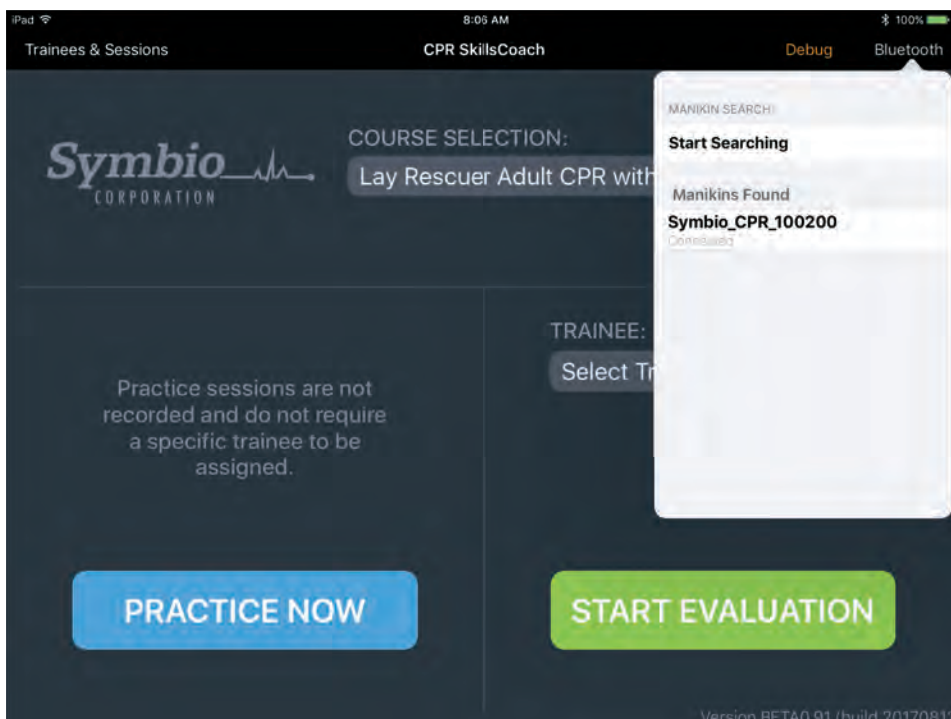 iPad
8:06 AM
100%
Trainees & Sessions
CPR SkillsCoach
Debug
Bluetooth
Symbio
CORPORATION
COURSE SELECTION:
Lay Rescuer Adult CPR with
MANIKIN SEARCH:
Start Searching
Manikins Found
Symbio_CPR_100200
TRAINEE:
Select Tr
Practice sessions are not
recorded and do not require
a specific trainee to be
assigned.
PRACTICE NOW
START EVALUATION
Version BETA0.91 (build 2017081